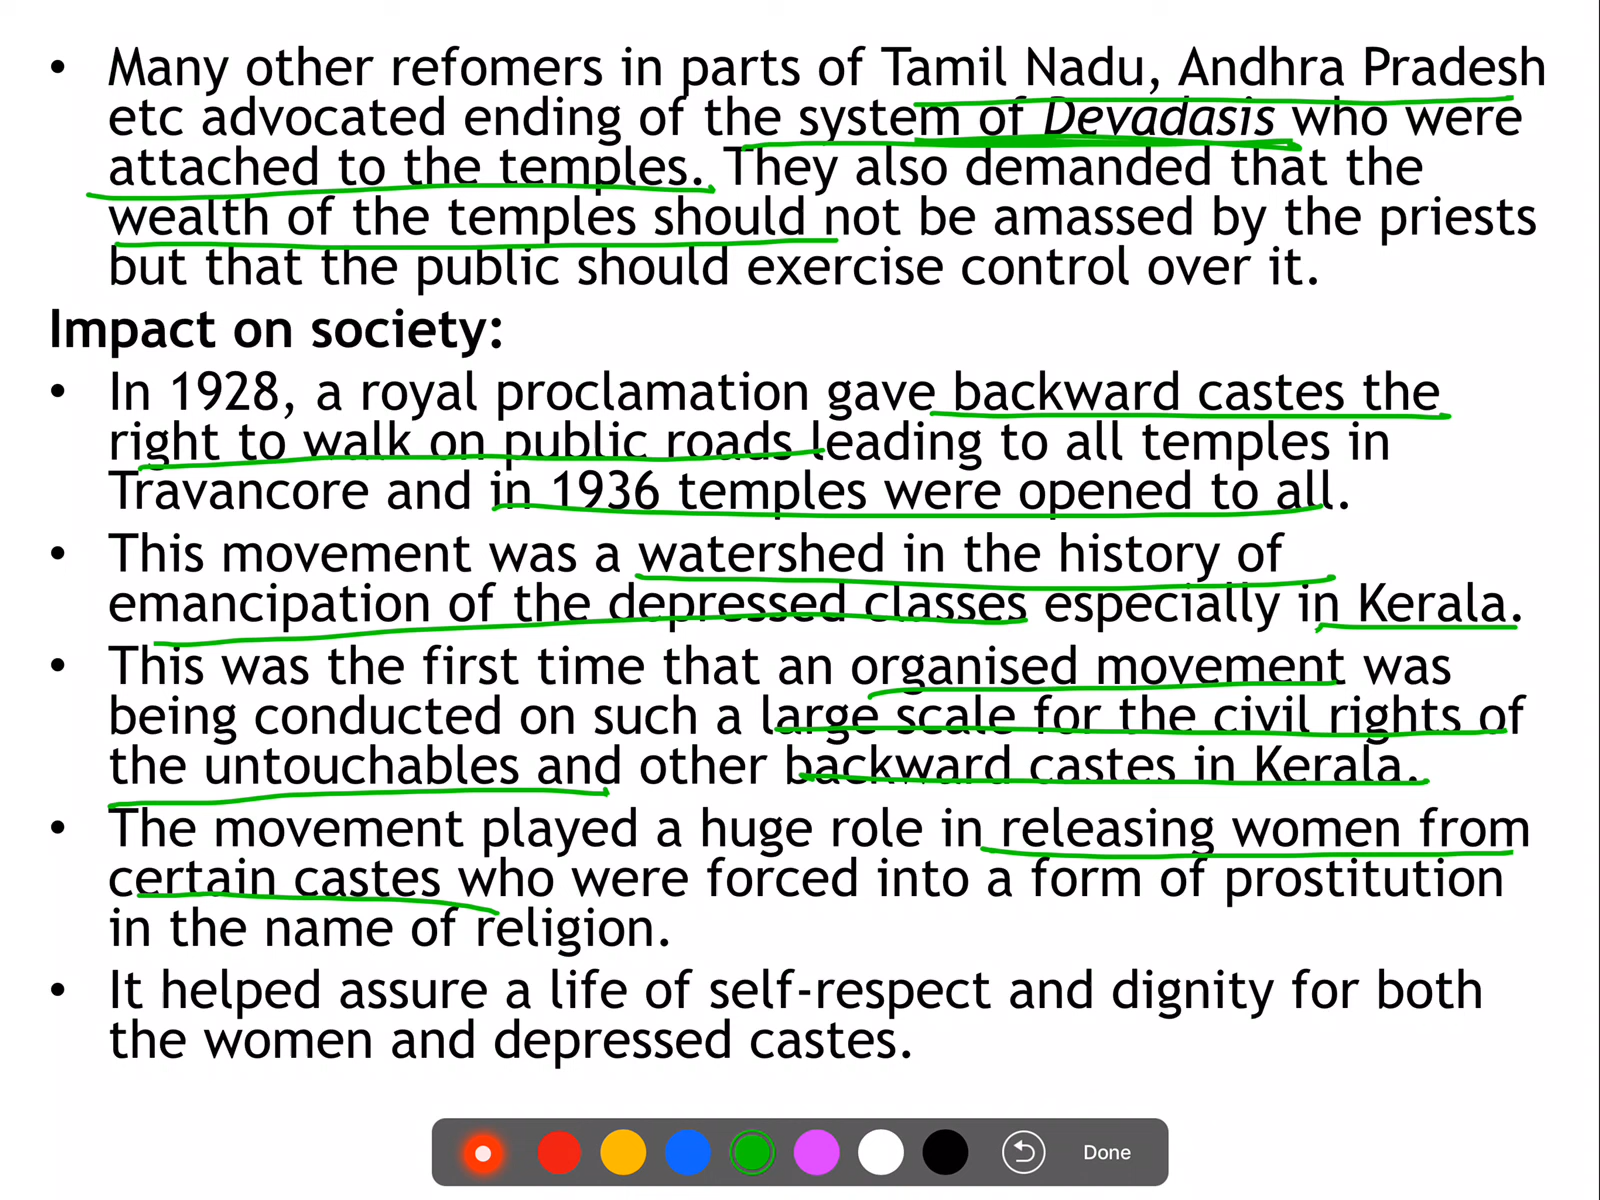 • Many other refomers in parts of Tamil Nadu, Andhra Pradesh
etc advocated ending of the system of Devadasis who were
attached to the temples. They also demanded that the
wealth of the temples should not be amassed by the priests
but that the public should exercise control over it.
Impact on society:
• In 1928, a royal proclamation gave backward castes the
right to walk on public roads leading to all temples in
Travancore and in 1936 temples were opened to all.
• This movement was a watershed in the history of
emancipation of the depressed classes especially in Kerala.
• This was the first time that an organised movement was
being conducted on such a large scale for the civil rights of
the untouchables and other backward castes in Kerala.
• The movement played a huge role in releasing women from
certain castes who were forced into a form of prostitution
in the name of religion.
• It helped assure a life of self-respect and dignity for both
the women and depressed castes.
Done